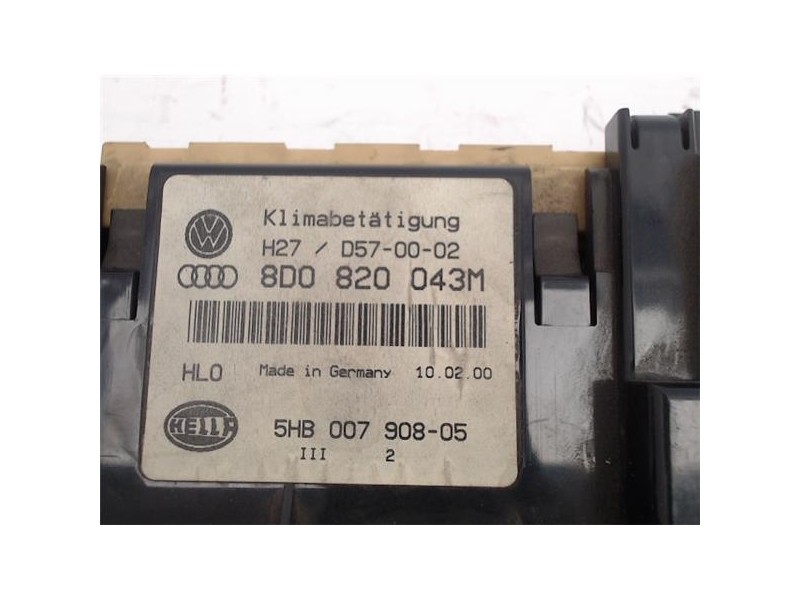 Klimabetätigung
H27 / D57-00-02
8D0 820 043M
HLO Made in Germany 10.02.00
HELLA 5HB 007 908-05
III 2